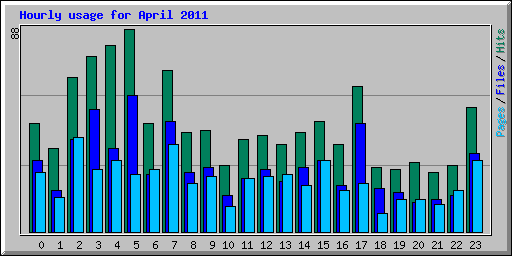 Hourly usage for April 2011
88
Pages / Files / Hits
0 1 2 3 4 5 6 7 8 9 10 11 12 13 14 15 16 17 18 19 20 21 22 23